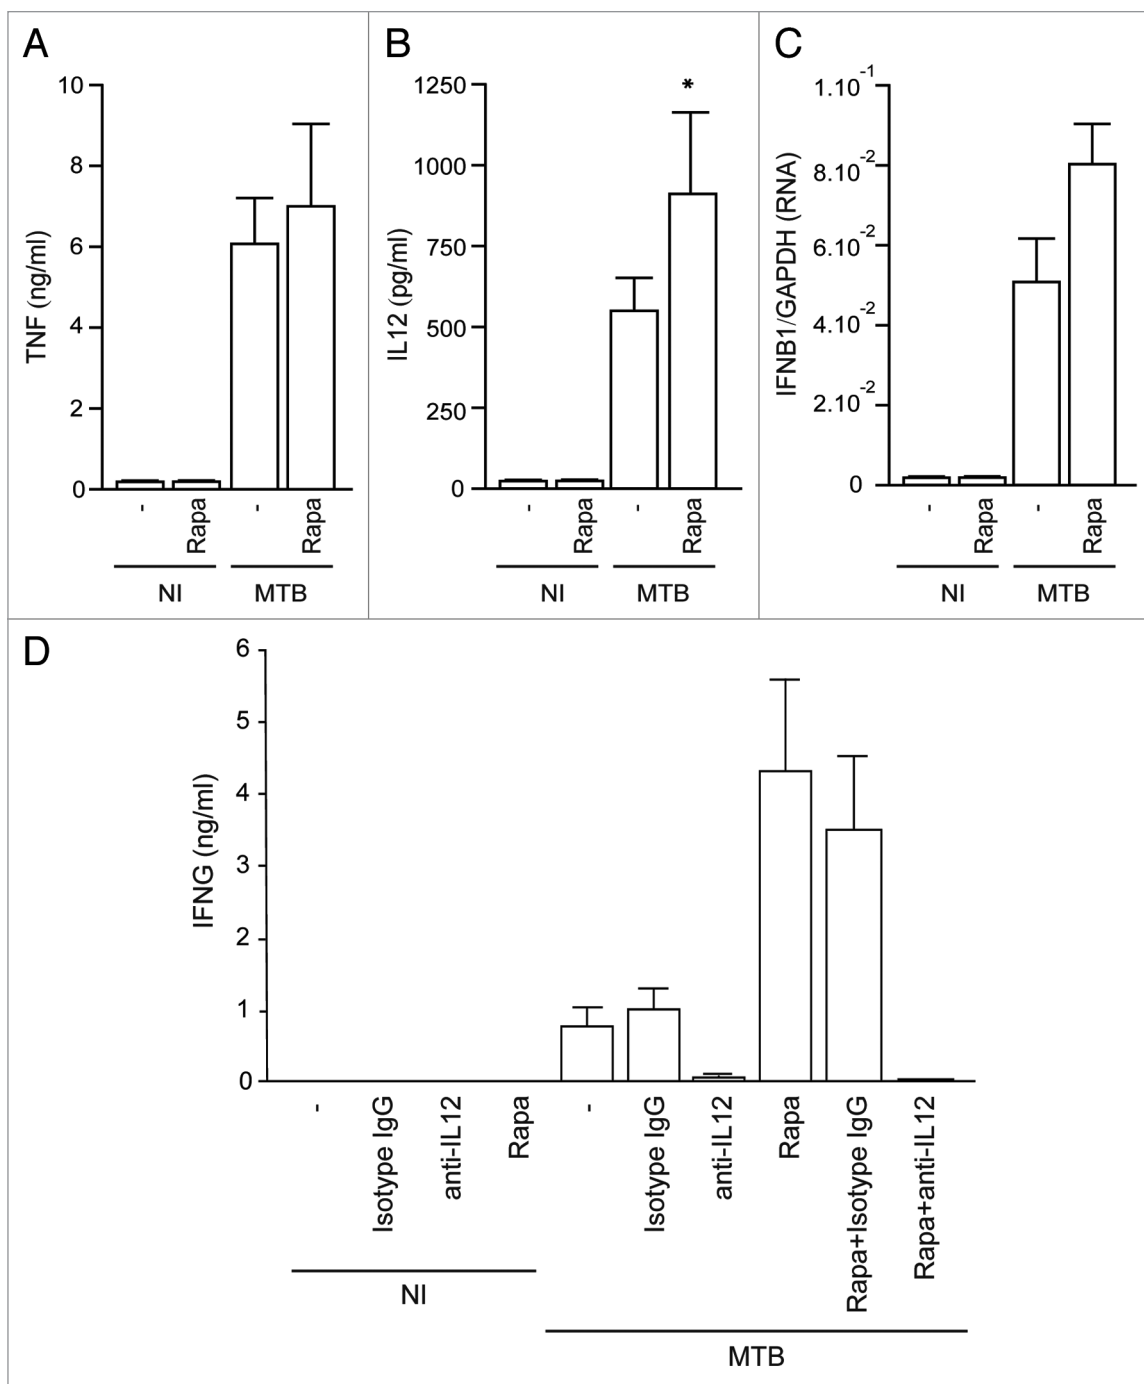 A
TNF (ng/ml)
10
8
6
4
2
0
-
Rapa
-
Rapa
NI
MTB
B
IL12 (pg/ml)
1250
1000
750
500
250
0
*
-
Rapa
-
Rapa
NI
MTB
C
IFNB1/GAPDH (RNA)
1.10⁻¹
8.10⁻²
6.10⁻²
4.10⁻²
2.10⁻²
0
-
Rapa
-
Rapa
NI
MTB
D
IFNG (ng/ml)
6
5
4
3
2
1
0
-
Isotype IgG
anti-IL12
Rapa
-
Isotype IgG
anti-IL12
Rapa
Rapa+Isotype IgG
Rapa+anti-IL12
NI
MTB